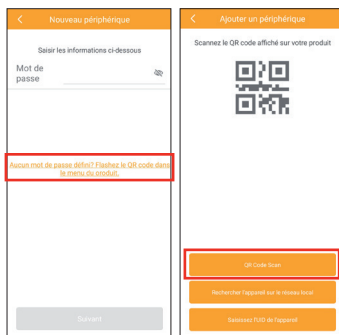 Nouveau périphérique
Saisir les informations ci-dessous
Mot de
passe
Aucun mot de passe défini? Flashez le QR code dans
le menu du produit.
Suivant
Ajouter un périphérique
Scannez le QR code affiché sur votre produit
QR Code Scan
Rechercher l'appareil sur le réseau local
Saisissez l'UID de l'appareil